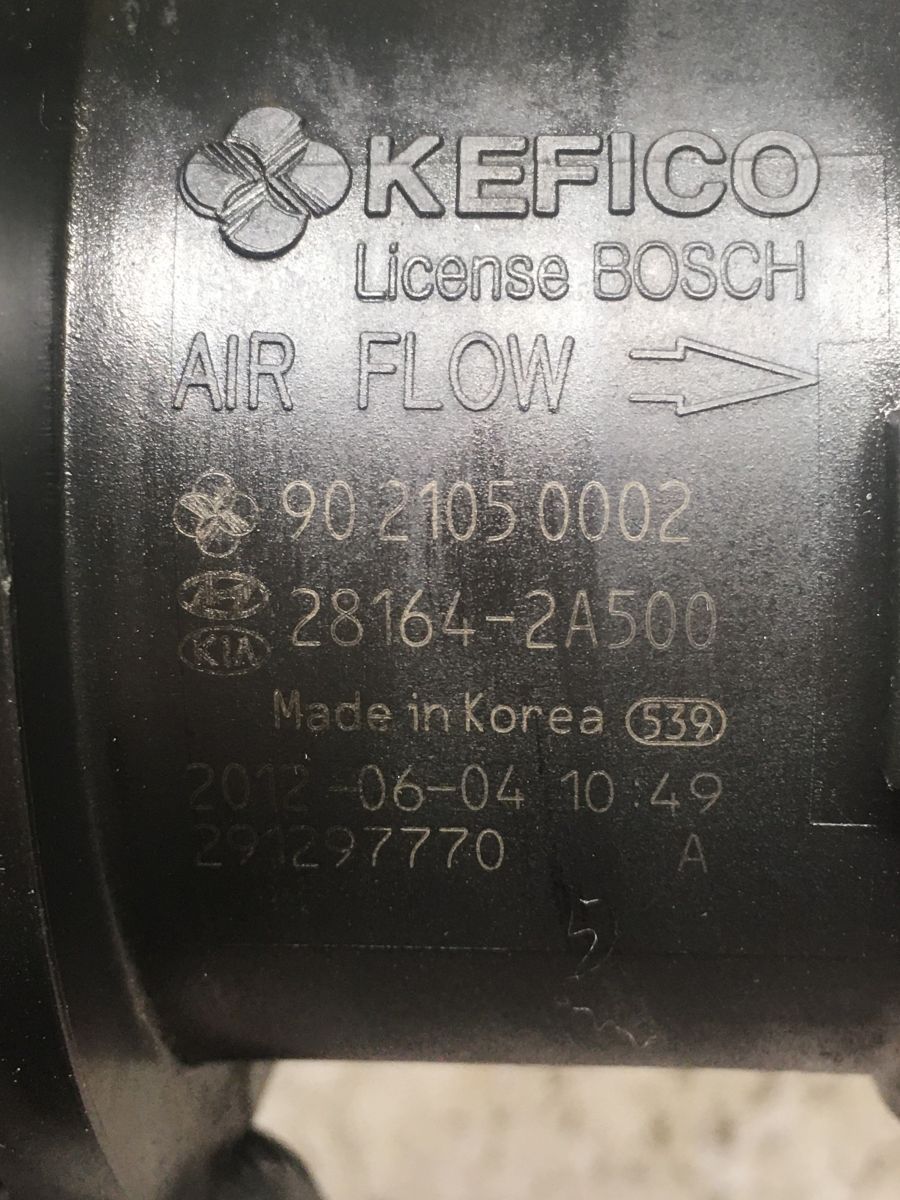 KEFICO
License BOSCH
AIR FLOW
90 2105 0002
28164-2A500
KIA
Made in Korea 539
2012-06-04 10:49
291297770 A
5